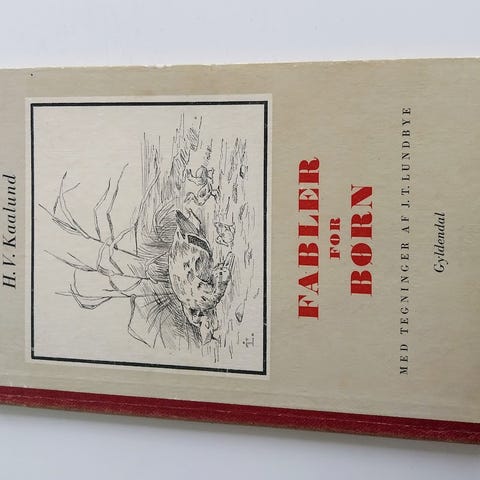 H. V. Kaalund
FABLER
FOR
BØRN
MED TEGNINGER AF J. T. LUNDBYE
Gyldendal